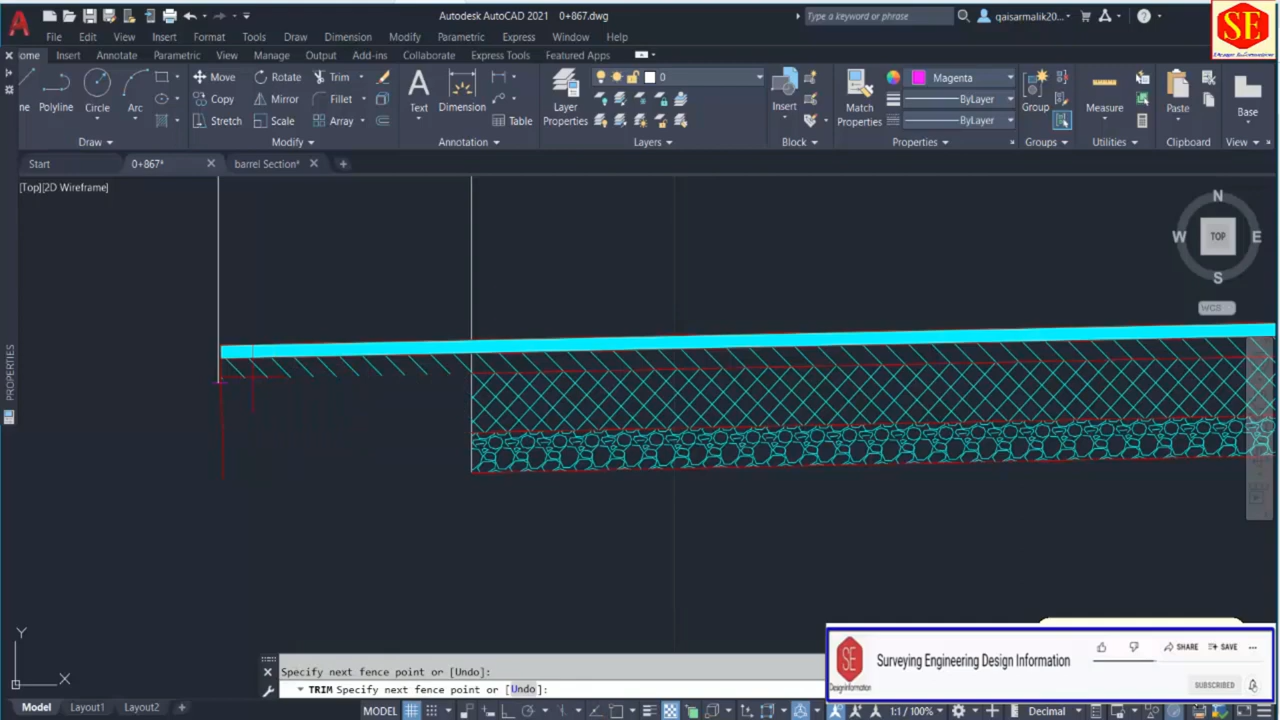 Autodesk AutoCAD 2021 0+867.dwg
Type a keyword or phrase
qaisarmalik20...
SE
File Edit View Insert Format Tools Draw Dimension Modify Parametric Express Window Help
ome Insert Annotate Parametric View Manage Output Add-ins Collaborate Express Tools Featured Apps
ne Polyline Circle Arc
Move Rotate Trim
Copy Mirror Fillet
Stretch Scale Array
Text Dimension Table
Layer Properties
0
Insert
Match Properties
Magenta
ByLayer
ByLayer
Group
Measure
Paste
Base
Draw Modify Annotation Layers Block Properties Groups Utilities Clipboard View
Start 0+867* barrel Section*
[Top][2D Wireframe]
N
W TOP E
S
WCS
PROPERTIES
Y
X
Specify next fence point or [Undo]:
TRIM Specify next fence point or [Undo]:
SE
DesignInformation
Surveying Engineering Design Information
SHARE SAVE
SUBSCRIBED
Model Layout1 Layout2
MODEL 1:1 / 100% Decimal